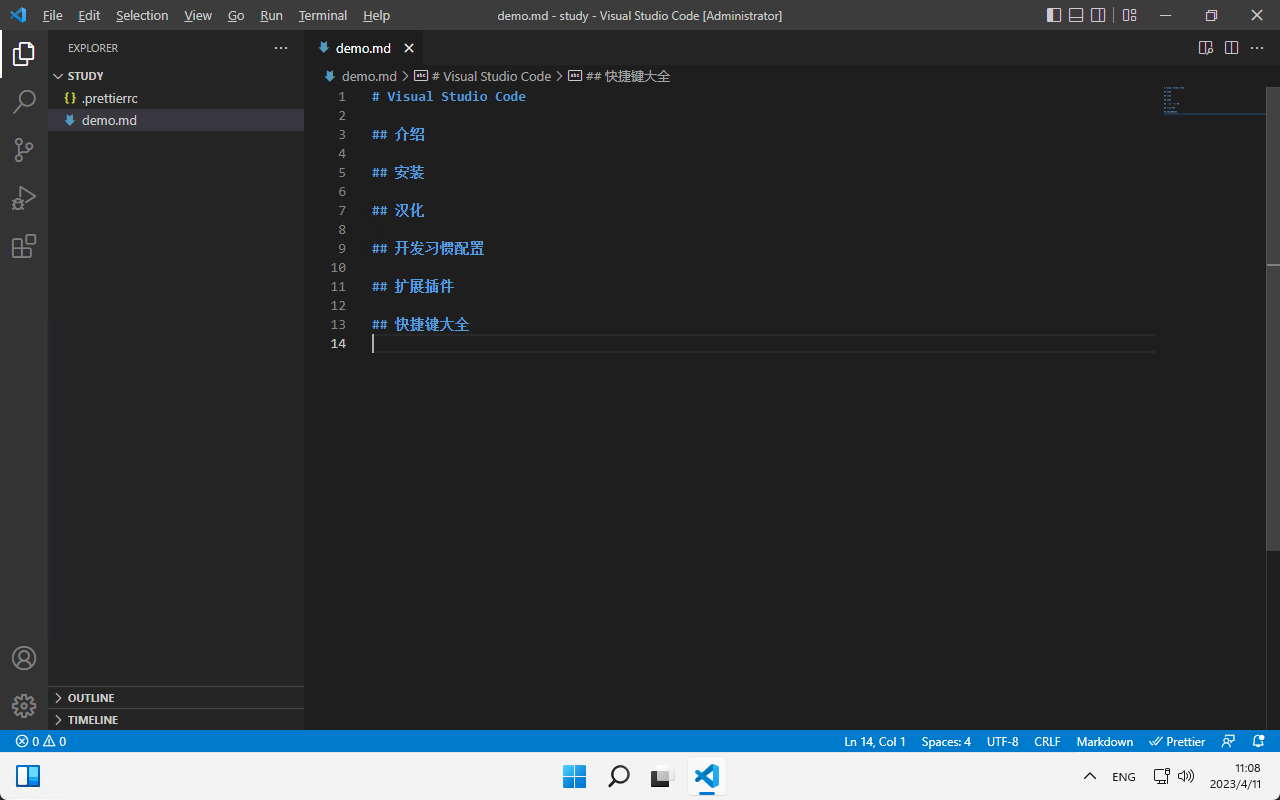 File Edit Selection View Go Run Terminal Help demo.md - study - Visual Studio Code [Administrator]
EXPLORER
STUDY
{} .prettierrc
demo.md
demo.md
demo.md > # Visual Studio Code > ## 快捷键大全
1 # Visual Studio Code
2
3 ## 介绍
4
5 ## 安装
6
7 ## 汉化
8
9 ## 开发习惯配置
10
11 ## 扩展插件
12
13 ## 快捷键大全
14
OUTLINE
TIMELINE
0 0 Ln 14, Col 1 Spaces: 4 UTF-8 CRLF Markdown Prettier
ENG
11:08
2023/4/11